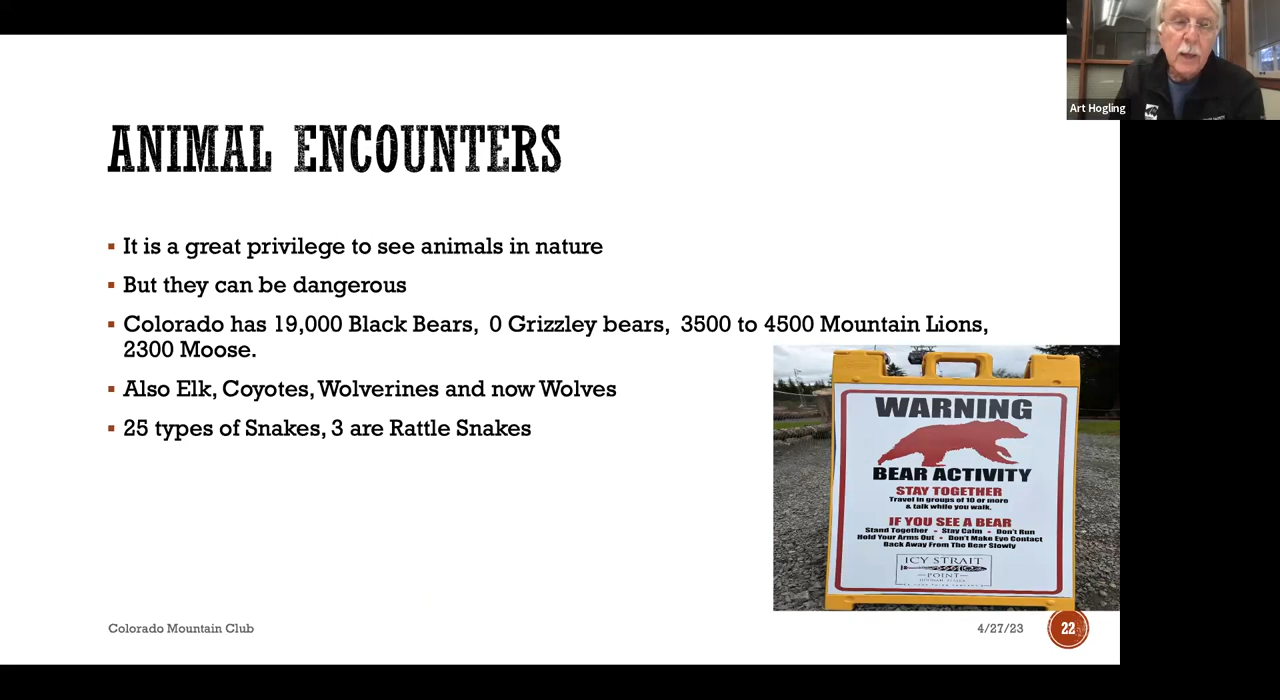 Art Hogling
ANIMAL ENCOUNTERS
It is a great privilege to see animals in nature
But they can be dangerous
Colorado has 19,000 Black Bears, 0 Grizzley bears, 3500 to 4500 Mountain Lions,
2300 Moose.
Also Elk, Coyotes, Wolverines and now Wolves
25 types of Snakes, 3 are Rattle Snakes
WARNING
BEAR ACTIVITY
STAY TOGETHER
Travel in groups of 10 or more
& talk while you walk.
IF YOU SEE A BEAR
Stand Together - Stay Calm - Don't Run
Hold Your Arms Out - Don't Make Eye Contact
Back Away From The Bear Slowly
ICY STRAIT
POINT
Colorado Mountain Club
4/27/23
22